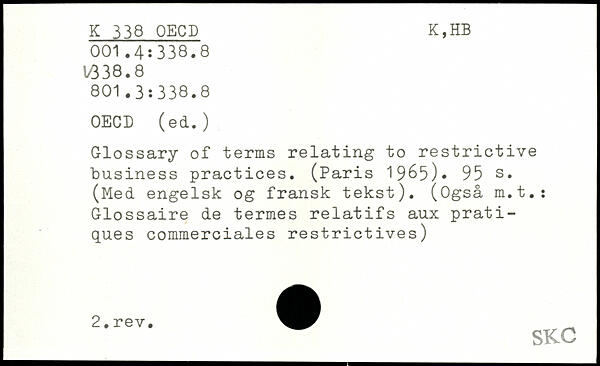 K 338 OECD K,HB
001.4:338.8
V338.8
801.3:338.8
OECD (ed.)
Glossary of terms relating to restrictive
business practices. (Paris 1965). 95 s.
(Med engelsk og fransk tekst). (Også m.t.:
Glossaire de termes relatifs aux prati-
ques commerciales restrictives)
2.rev.
SKC